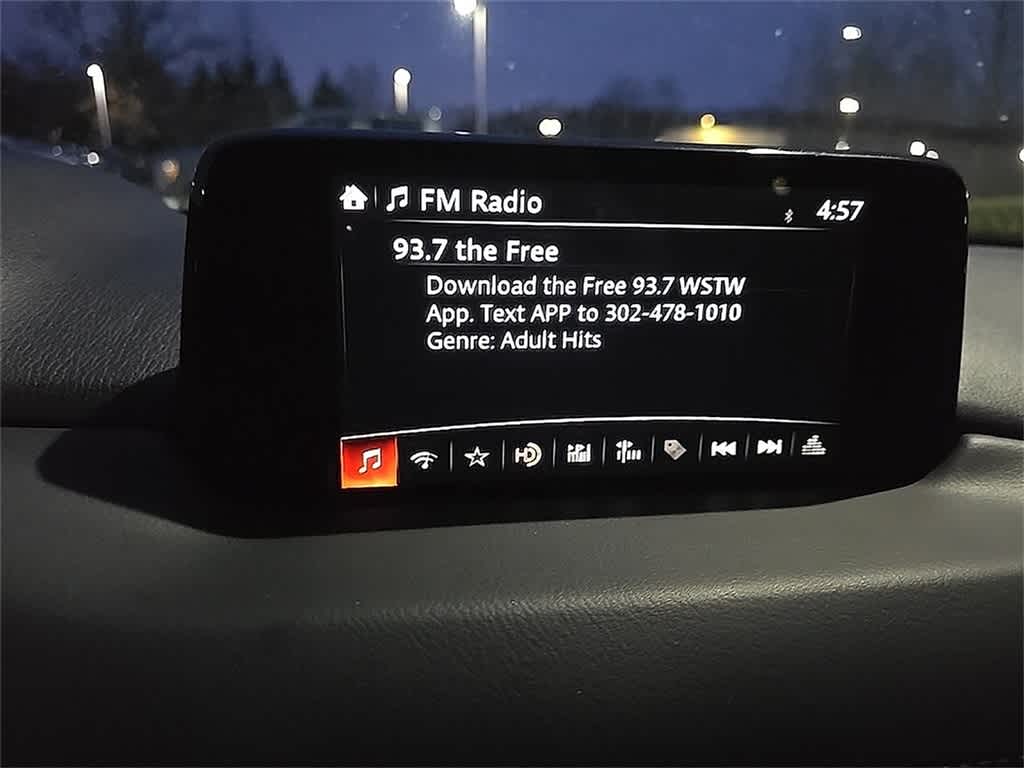 FM Radio
4:57
93.7 the Free
Download the Free 93.7 WSTW
App. Text APP to 302-478-1010
Genre: Adult Hits
HD